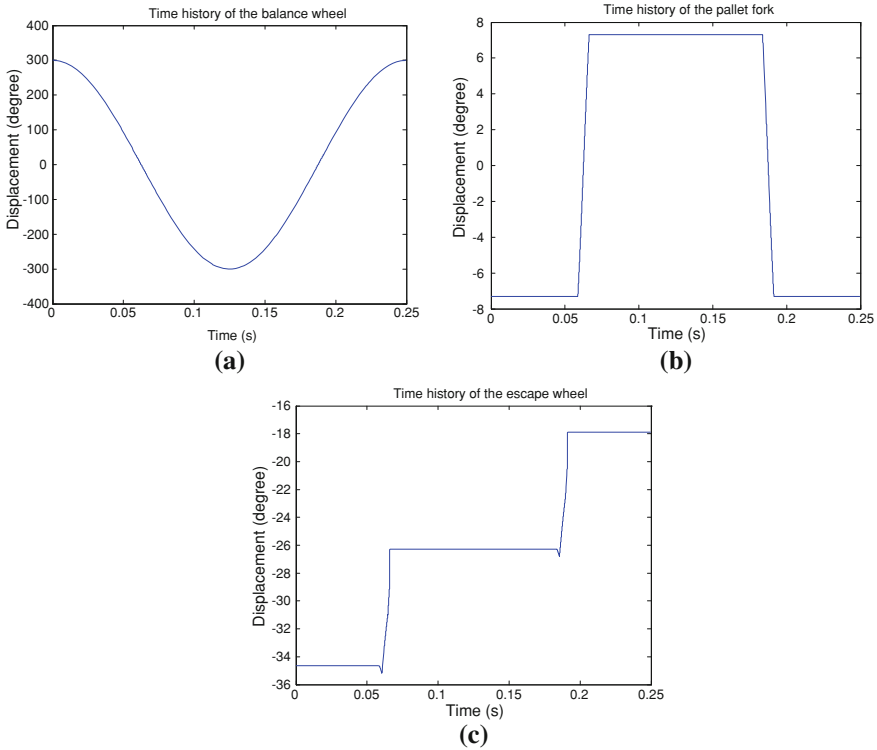 Time history of the balance wheel
400
300
200
100
0
-100
-200
-300
-400
Displacement (degree)
0 0.05 0.1 0.15 0.2 0.25
Time (s)
(a)
Time history of the pallet fork
8
6
4
2
0
-2
-4
-6
-8
Displacement (degree)
0 0.05 0.1 0.15 0.2 0.25
Time (s)
(b)
Time history of the escape wheel
-16
-18
-20
-22
-24
-26
-28
-30
-32
-34
-36
Displacement (degree)
0 0.05 0.1 0.15 0.2 0.25
Time (s)
(c)